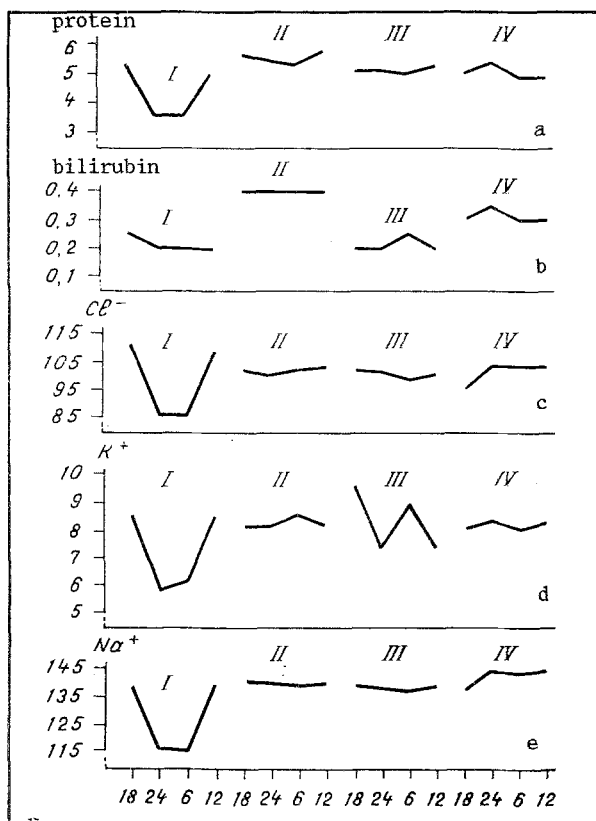 protein
II
III
IV
6
I
5
4
3
a
bilirubin
II
0,4
IV
0,3
I
III
0,2
0,1
b
Cℓ⁻
115
I
II
III
IV
105
95
85
c
K⁺
10
I
II
III
IV
9
8
7
6
5
d
Na⁺
145
I
II
III
IV
135
125
115
e
18 24 6 12 18 24 6 12 18 24 6 12 18 24 6 12